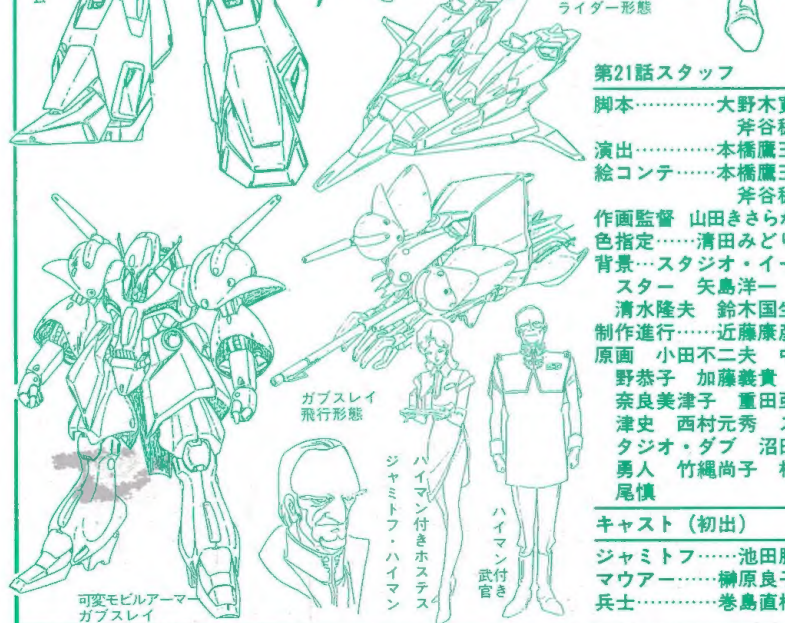 ライダー形態
第21話スタッフ
脚本…………大野木寛
斧谷稔
演出…………本橋鷹王
絵コンテ……本橋鷹王
斧谷稔
作画監督 山田きさらか
色指定……清田みどり
背景…スタジオ・イー
スター 矢島洋一
清水隆夫 鈴木国生
制作進行……近藤康彦
原画 小田不二夫 中
野恭子 加藤義貴
奈良美津子 重田亜
津史 西村元秀 ス
タジオ・ダブ 沼田
勇人 竹縄尚子 
尾慎
キャスト（初出）
ジャミトフ……池田勝
マウアー……榊原良子
兵士…………巻島直樹
ガブスレイ
飛行形態
ハイマン付きホステス
ジャミトフ・ハイマン
ハイマン付き
武官
可変モビルアーマー
ガブスレイ